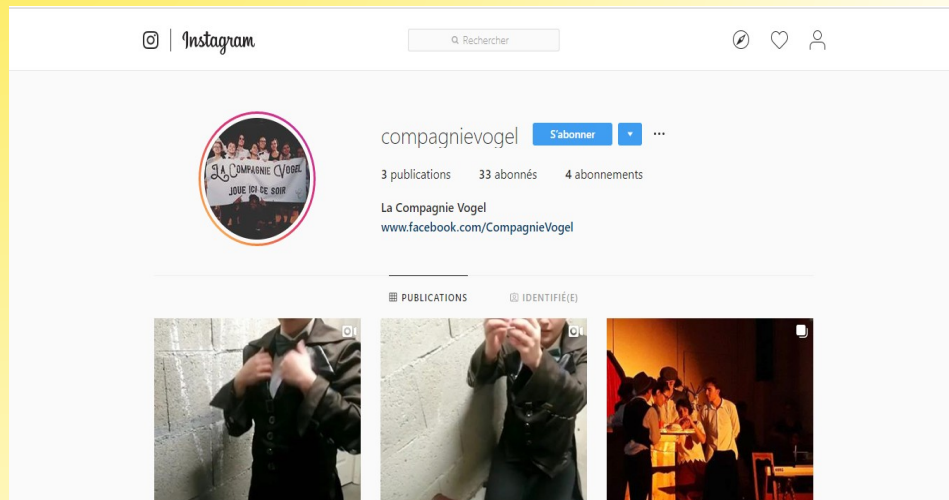 Instagram
Rechercher
LA COMPAGNIE VOGEL
JOUE ICI CE SOIR
compagnievogel S'abonner
3 publications 33 abonnés 4 abonnements
La Compagnie Vogel
www.facebook.com/CompagnieVogel
PUBLICATIONS IDENTIFIÉ(E)